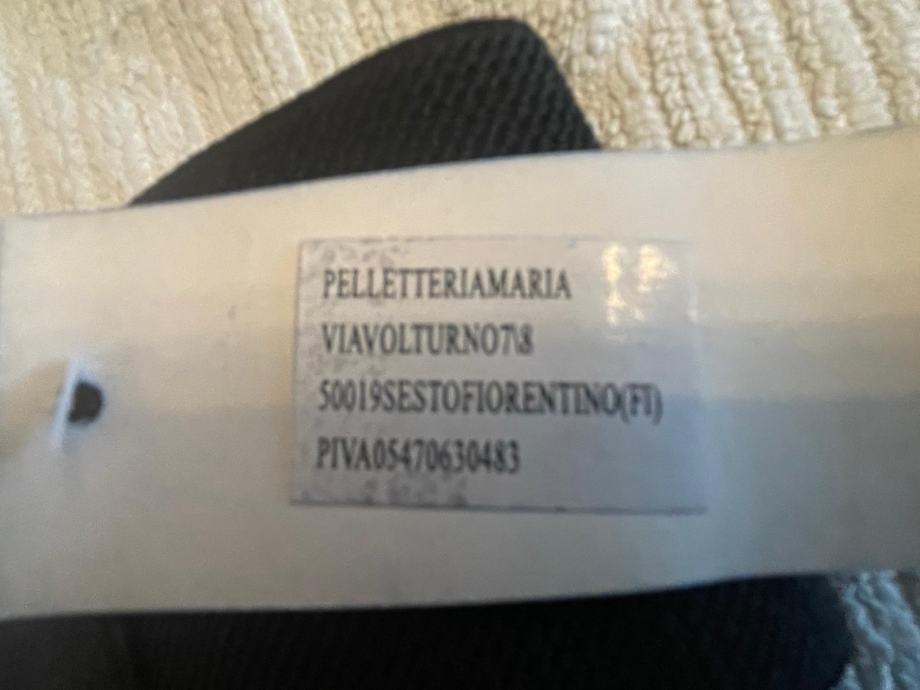 PELLETTERIAMARIA
VIAVOLTURNO7\8
50019SESTOFIORENTINO(FI)
PIVA05470630483